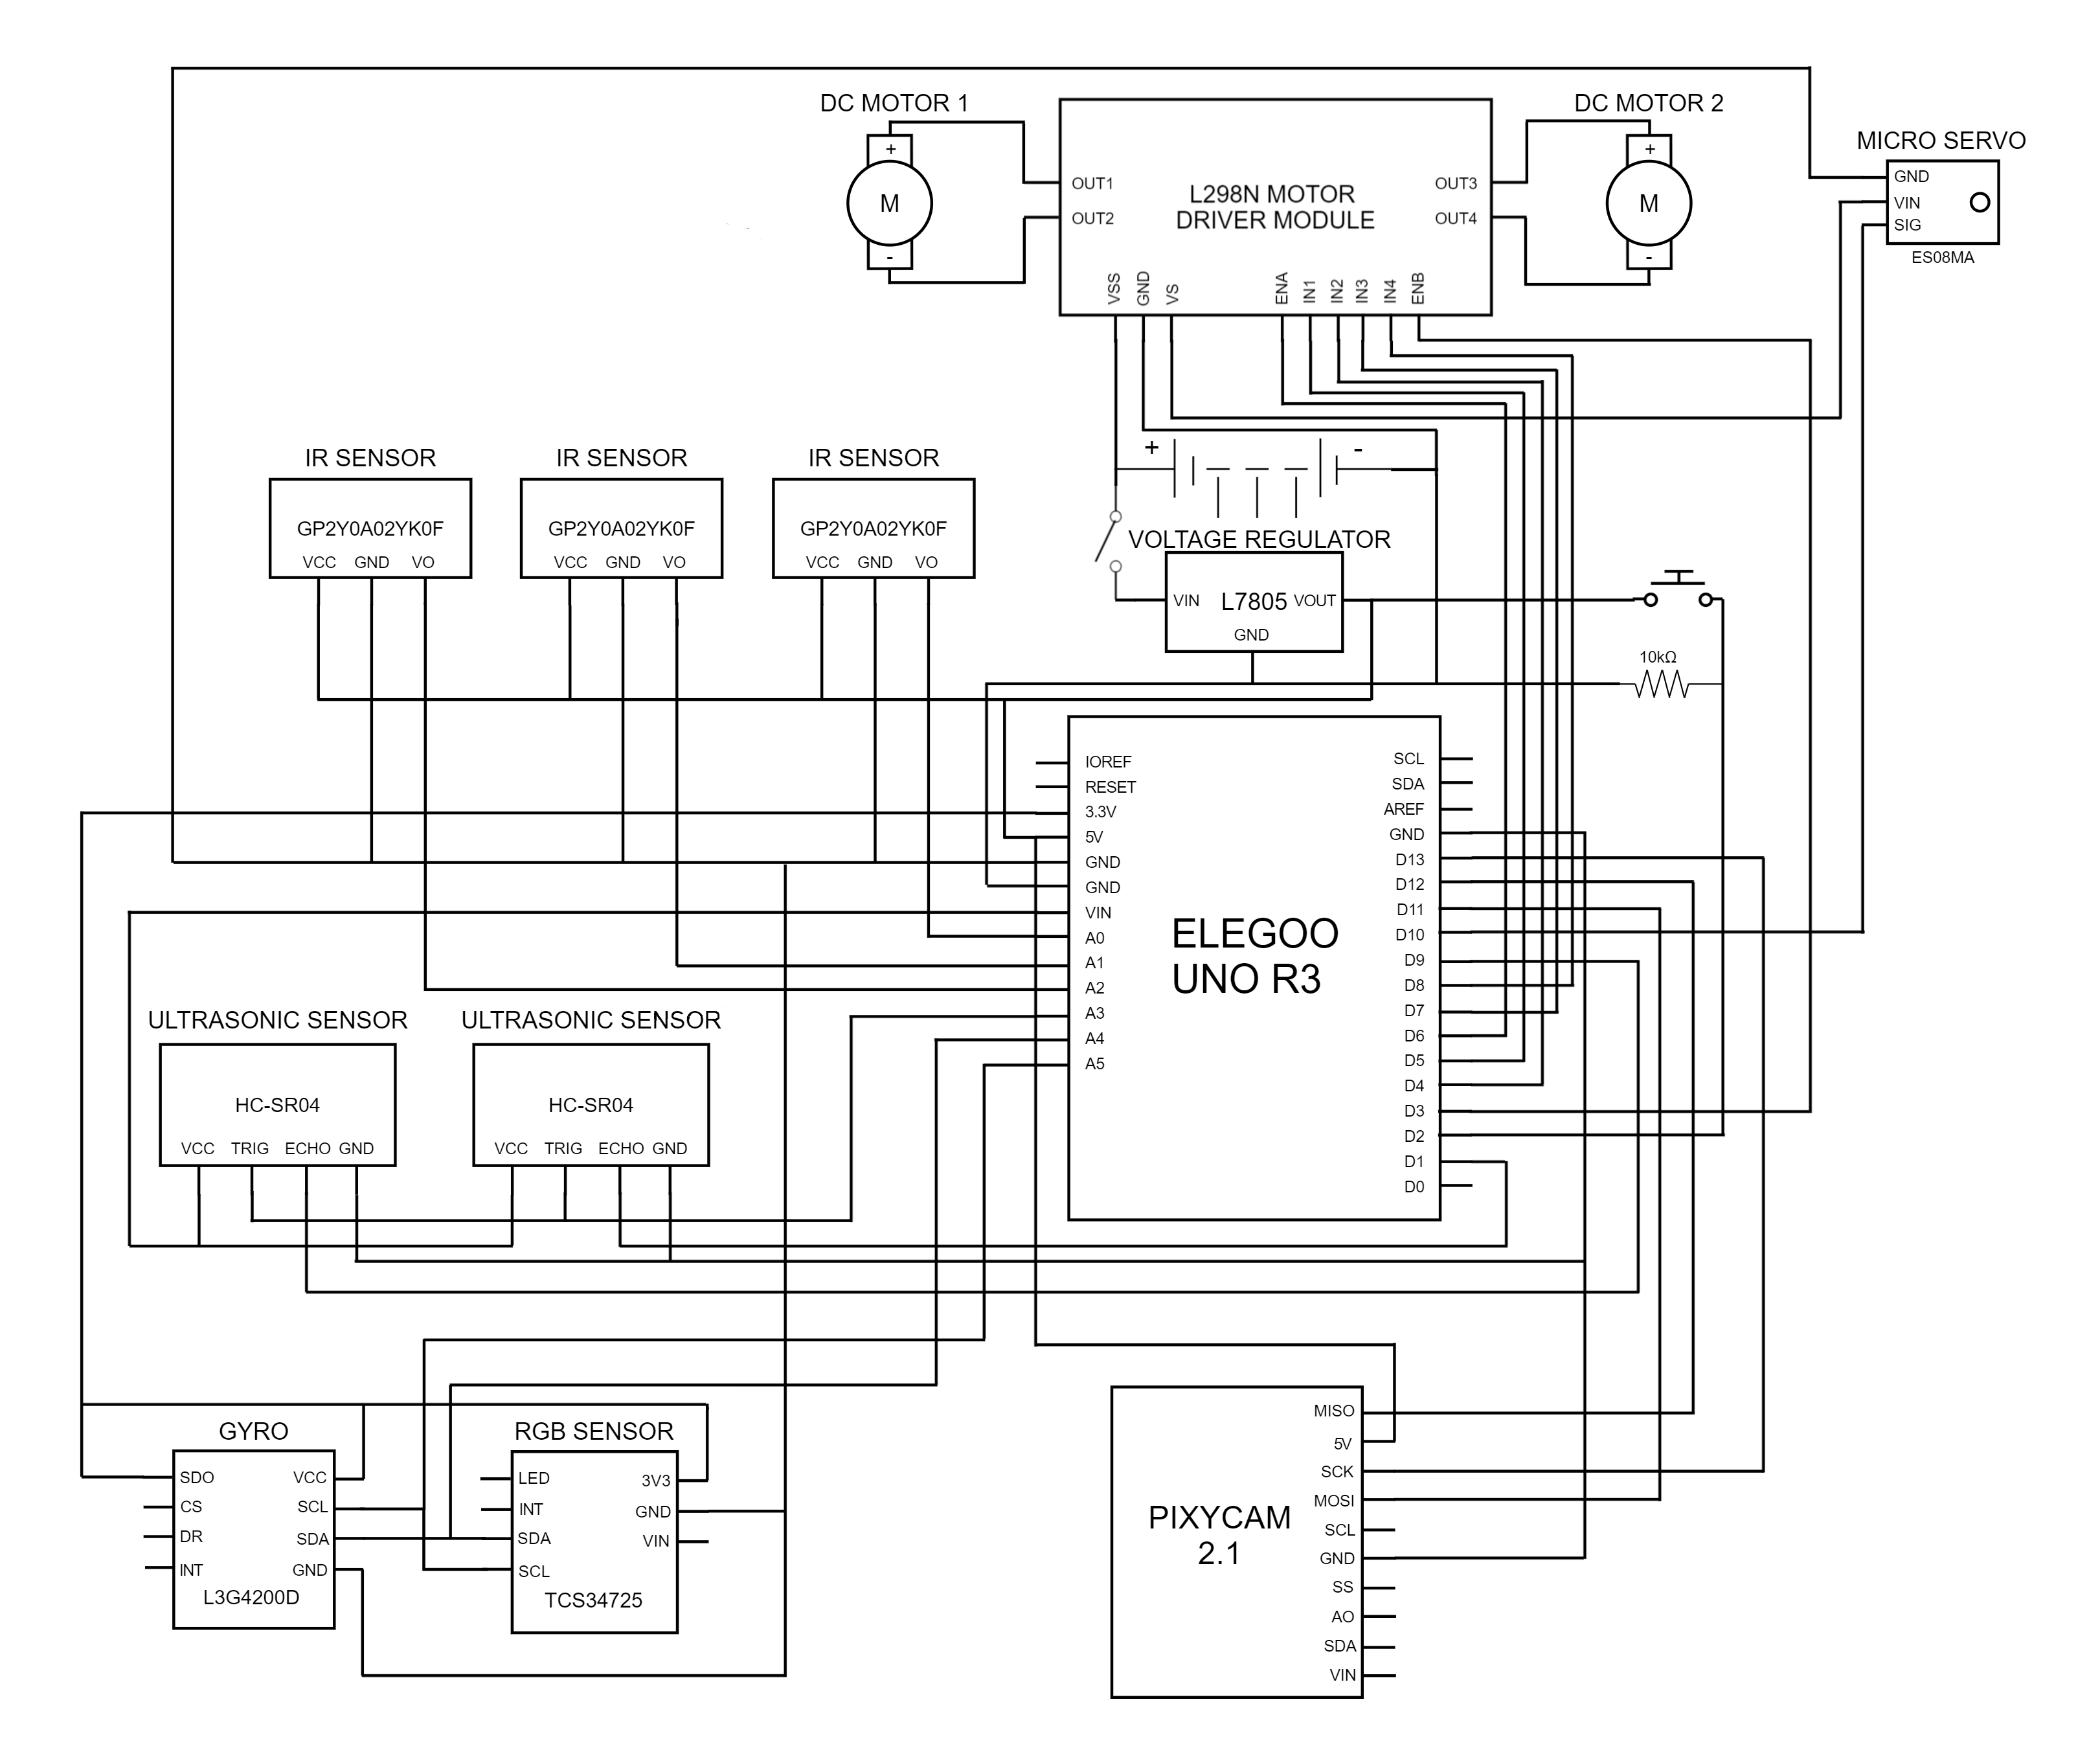 DC MOTOR 1
+
M
-
OUT1
OUT2
L298N MOTOR
DRIVER MODULE
OUT3
OUT4
VSS
GND
VS
ENA
IN1
IN2
IN3
IN4
ENB
DC MOTOR 2
+
M
-
MICRO SERVO
GND
VIN
SIG
ES08MA
IR SENSOR
GP2Y0A02YK0F
VCC GND VO
IR SENSOR
GP2Y0A02YK0F
VCC GND VO
IR SENSOR
GP2Y0A02YK0F
VCC GND VO
+ -
VOLTAGE REGULATOR
VIN L7805 VOUT
GND
10kΩ
IOREF
RESET
3.3V
5V
GND
GND
VIN
A0
A1
A2
A3
A4
A5
ELEGOO
UNO R3
SCL
SDA
AREF
GND
D13
D12
D11
D10
D9
D8
D7
D6
D5
D4
D3
D2
D1
D0
ULTRASONIC SENSOR
HC-SR04
VCC TRIG ECHO GND
ULTRASONIC SENSOR
HC-SR04
VCC TRIG ECHO GND
GYRO
SDO VCC
CS SCL
DR SDA
INT GND
L3G4200D
RGB SENSOR
LED 3V3
INT GND
SDA VIN
SCL
TCS34725
PIXYCAM
2.1
MISO
5V
SCK
MOSI
SCL
GND
SS
AO
SDA
VIN